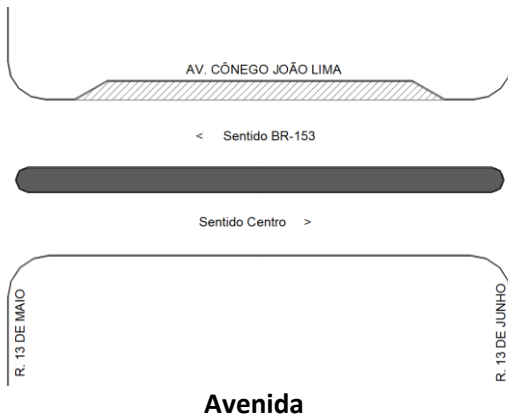 AV. CÔNEGO JOÃO LIMA
< Sentido BR-153
Sentido Centro >
R. 13 DE MAIO
R. 13 DE JUNHO
Avenida